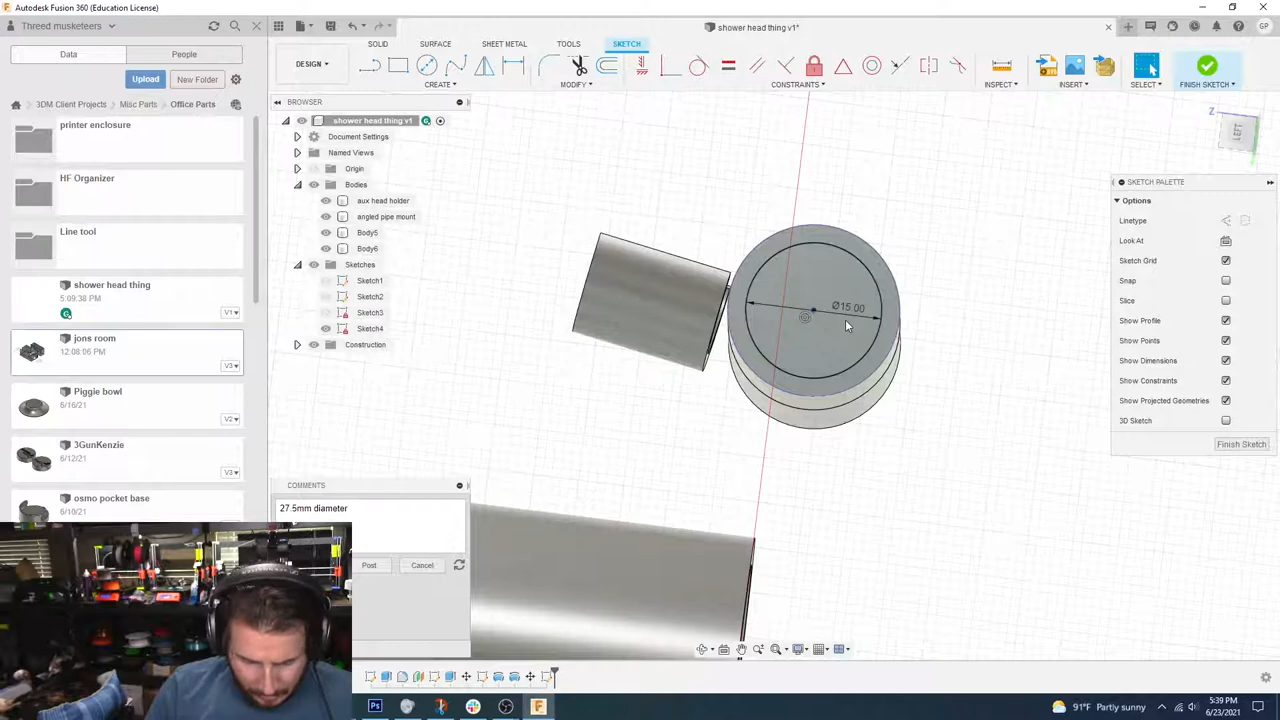 Autodesk Fusion 360 (Education License)
Threed musketeers
shower head thing v1*
GP
Data
People
SOLID
SURFACE
SHEET METAL
TOOLS
SKETCH
DESIGN
Upload
New Folder
CREATE
MODIFY
CONSTRAINTS
INSPECT
INSERT
SELECT
FINISH SKETCH
3DM Client Projects
Misc Parts
Office Parts
BROWSER
shower head thing v1
printer enclosure
Document Settings
Named Views
Origin
HF Organizer
Bodies
aux head holder
angled pipe mount
Line tool
Body5
Body6
Sketches
shower head thing
5:09:38 PM
V1
Sketch1
Sketch2
Sketch3
Sketch4
jons room
12:08:06 PM
V3
Construction
Piggie bowl
6/16/21
V2
3GunKenzie
6/12/21
V3
osmo pocket base
6/10/21
Z
LEFT
SKETCH PALETTE
Options
Linetype
Look At
Sketch Grid
Snap
Slice
Show Profile
Show Points
Show Dimensions
Show Constraints
Show Projected Geometries
3D Sketch
Finish Sketch
Ø15.00
COMMENTS
27.5mm diameter
Post
Cancel
91°F Partly sunny
5:39 PM
6/23/2021